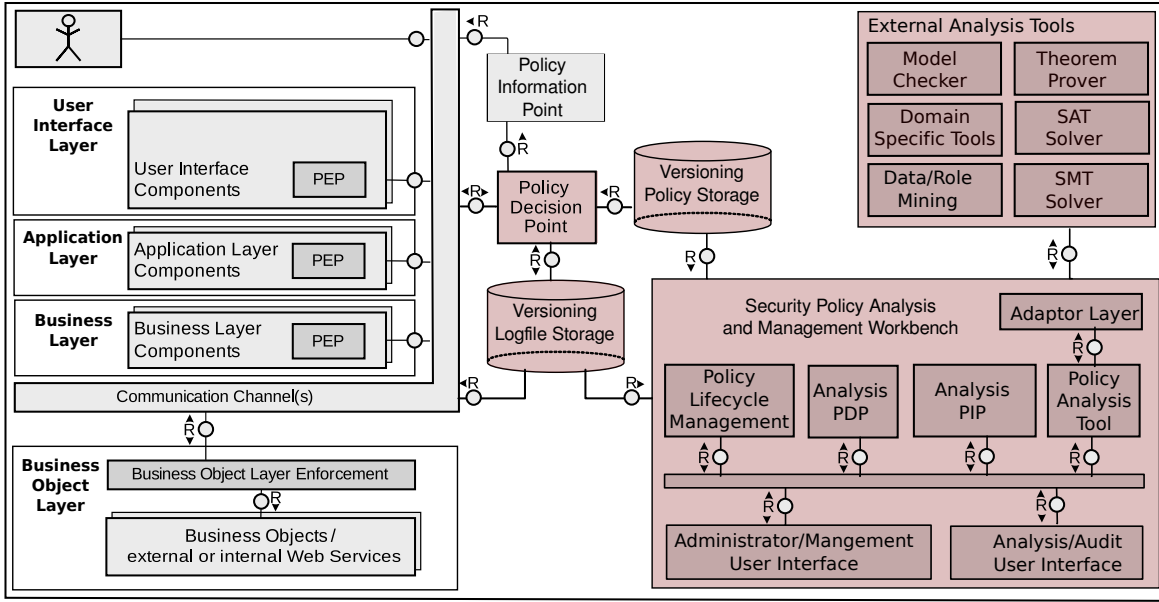 User
Interface
Layer
User Interface
Components
PEP
Application
Layer
Application Layer
Components
PEP
Business
Layer
Business Layer
Components
PEP
Communication Channel(s)
R
Business
Object
Layer
Business Object Layer Enforcement
R
Business Objects /
external or internal Web Services
R
Policy
Information
Point
R
R
Policy
Decision
Point
R
Versioning
Policy Storage
R
R
Versioning
Logfile Storage
R
R
External Analysis Tools
Model
Checker
Theorem
Prover
Domain
Specific Tools
SAT
Solver
Data/Role
Mining
SMT
Solver
R
Security Policy Analysis
and Management Workbench
Adaptor Layer
R
Policy
Lifecycle
Management
Analysis
PDP
Analysis
PIP
Policy
Analysis
Tool
R
R
R
R
R
R
Administrator/Mangement
User Interface
Analysis/Audit
User Interface